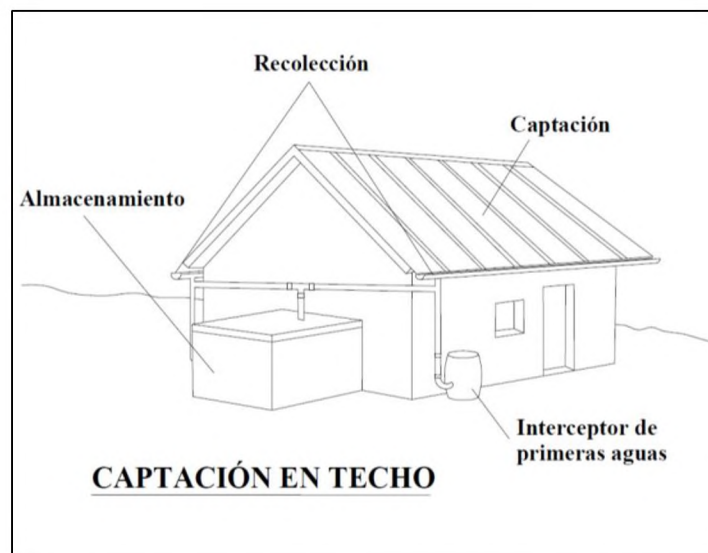 Recolección
Captación
Almacenamiento
Interceptor de
primeras aguas
CAPTACIÓN EN TECHO